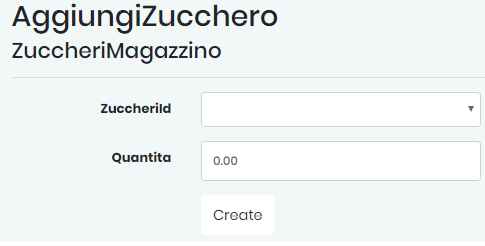 AggiungiZucchero
ZuccheriMagazzino
ZuccheriId
Quantita
0.00
Create